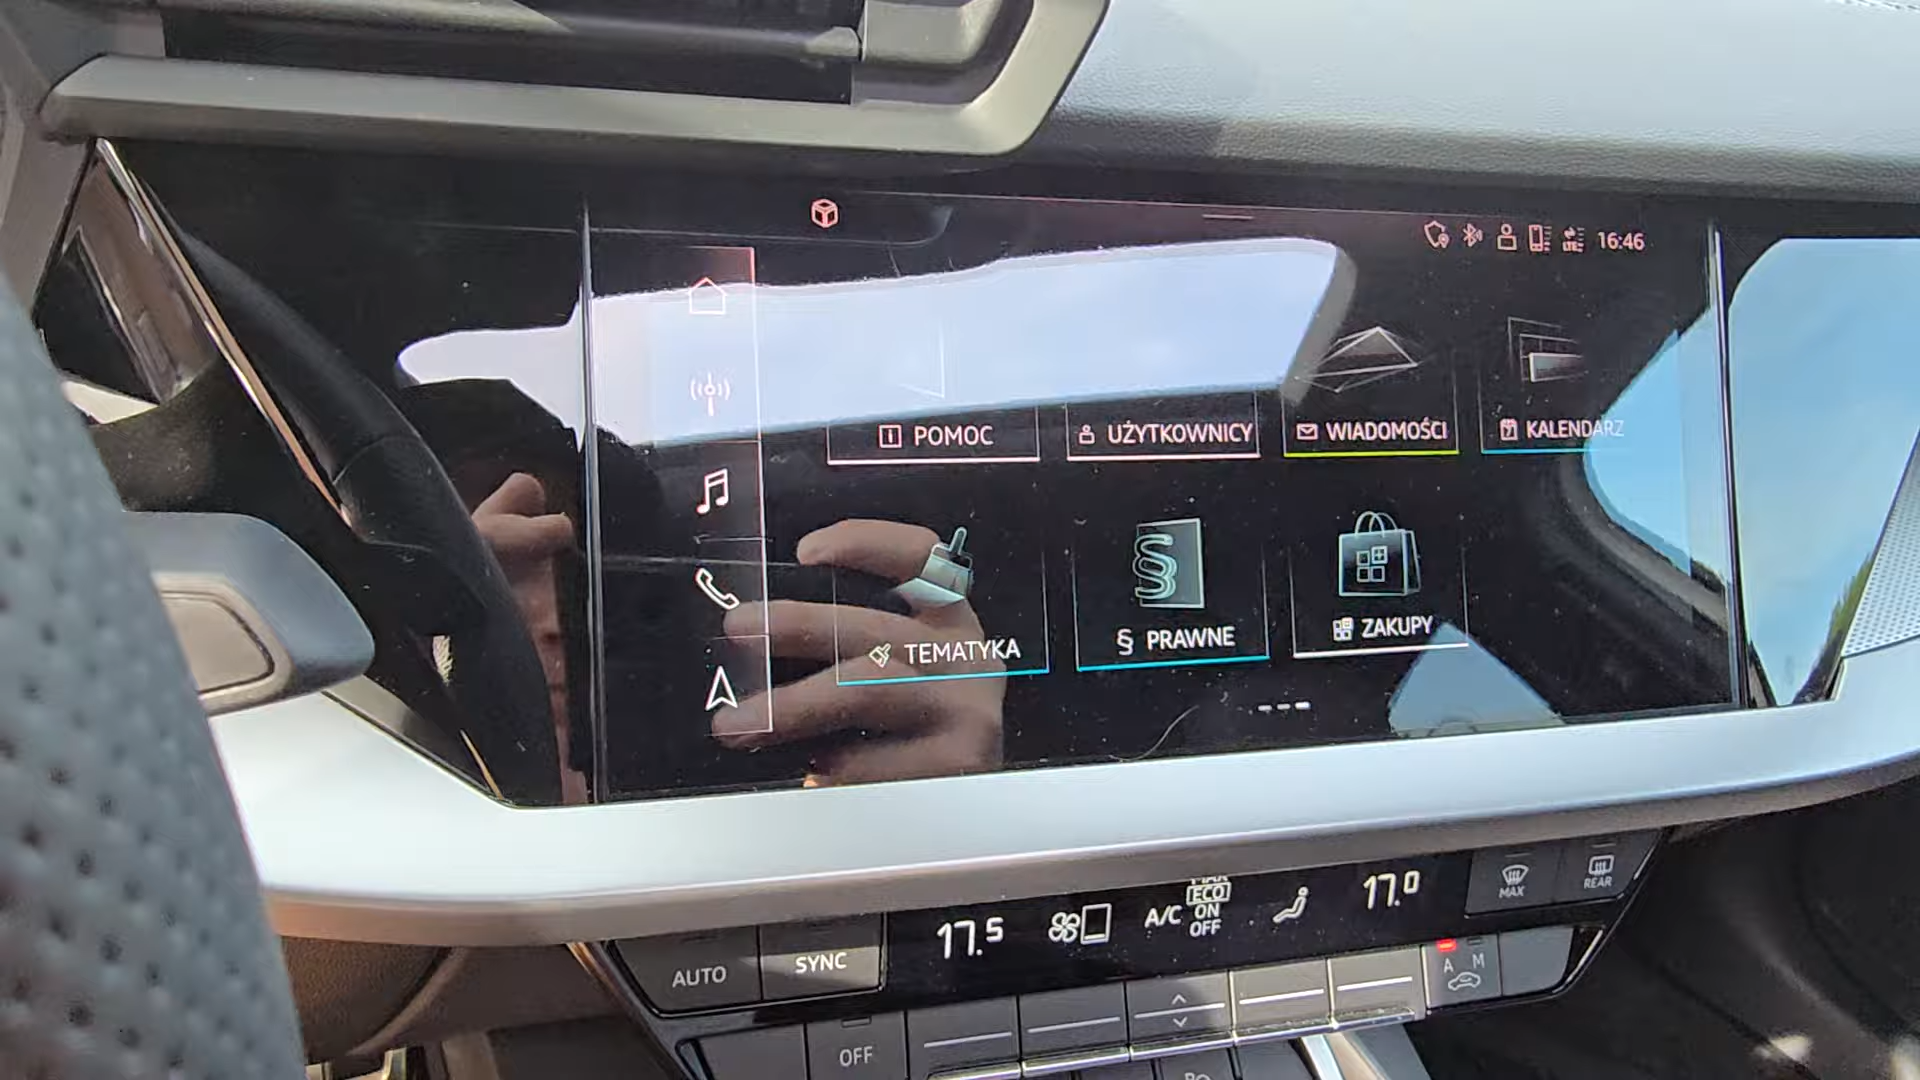 LTE 16:46
POMOC UŻYTKOWNICY WIADOMOŚCI KALENDARZ
TEMATYKA § PRAWNE ZAKUPY
MAX REAR
17.5 A/C ECO ON OFF 17.0
AUTO SYNC A M
OFF